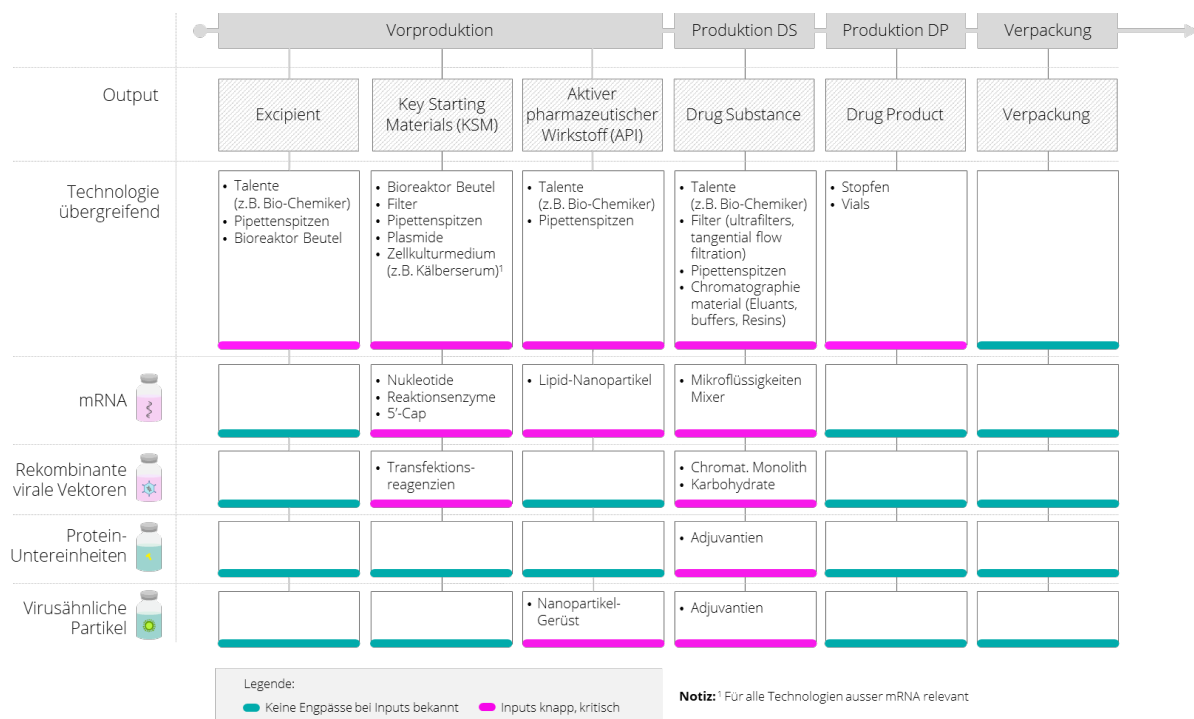 Vorproduktion
Produktion DS
Produktion DP
Verpackung
Output
Excipient
Key Starting
Materials (KSM)
Aktiver
pharmazeutischer
Wirkstoff (API)
Drug Substance
Drug Product
Verpackung
Technologie
übergreifend
• Talente
(z.B. Bio-Chemiker)
• Pipettenspitzen
• Bioreaktor Beutel
• Bioreaktor Beutel
• Filter
• Pipettenspitzen
• Plasmide
• Zellkulturmedium
(z.B. Kälberserum)¹
• Talente
(z.B. Bio-Chemiker)
• Pipettenspitzen
• Talente
(z.B. Bio-Chemiker)
• Filter (ultrafilters,
tangential flow
filtration)
• Pipettenspitzen
• Chromatographie
material (Eluants,
buffers, Resins)
• Stopfen
• Vials
mRNA
• Nukleotide
• Reaktionsenzyme
• 5’-Cap
• Lipid-Nanopartikel
• Mikroflüssigkeiten
Mixer
Rekombinante
virale Vektoren
• Transfektions-
reagenzien
• Chromat. Monolith
• Karbohydrate
Protein-
Untereinheiten
• Adjuvantien
Virusähnliche
Partikel
• Nanopartikel-
Gerüst
• Adjuvantien
Legende:
Keine Engpässe bei Inputs bekannt
Inputs knapp, kritisch
Notiz: ¹ Für alle Technologien ausser mRNA relevant